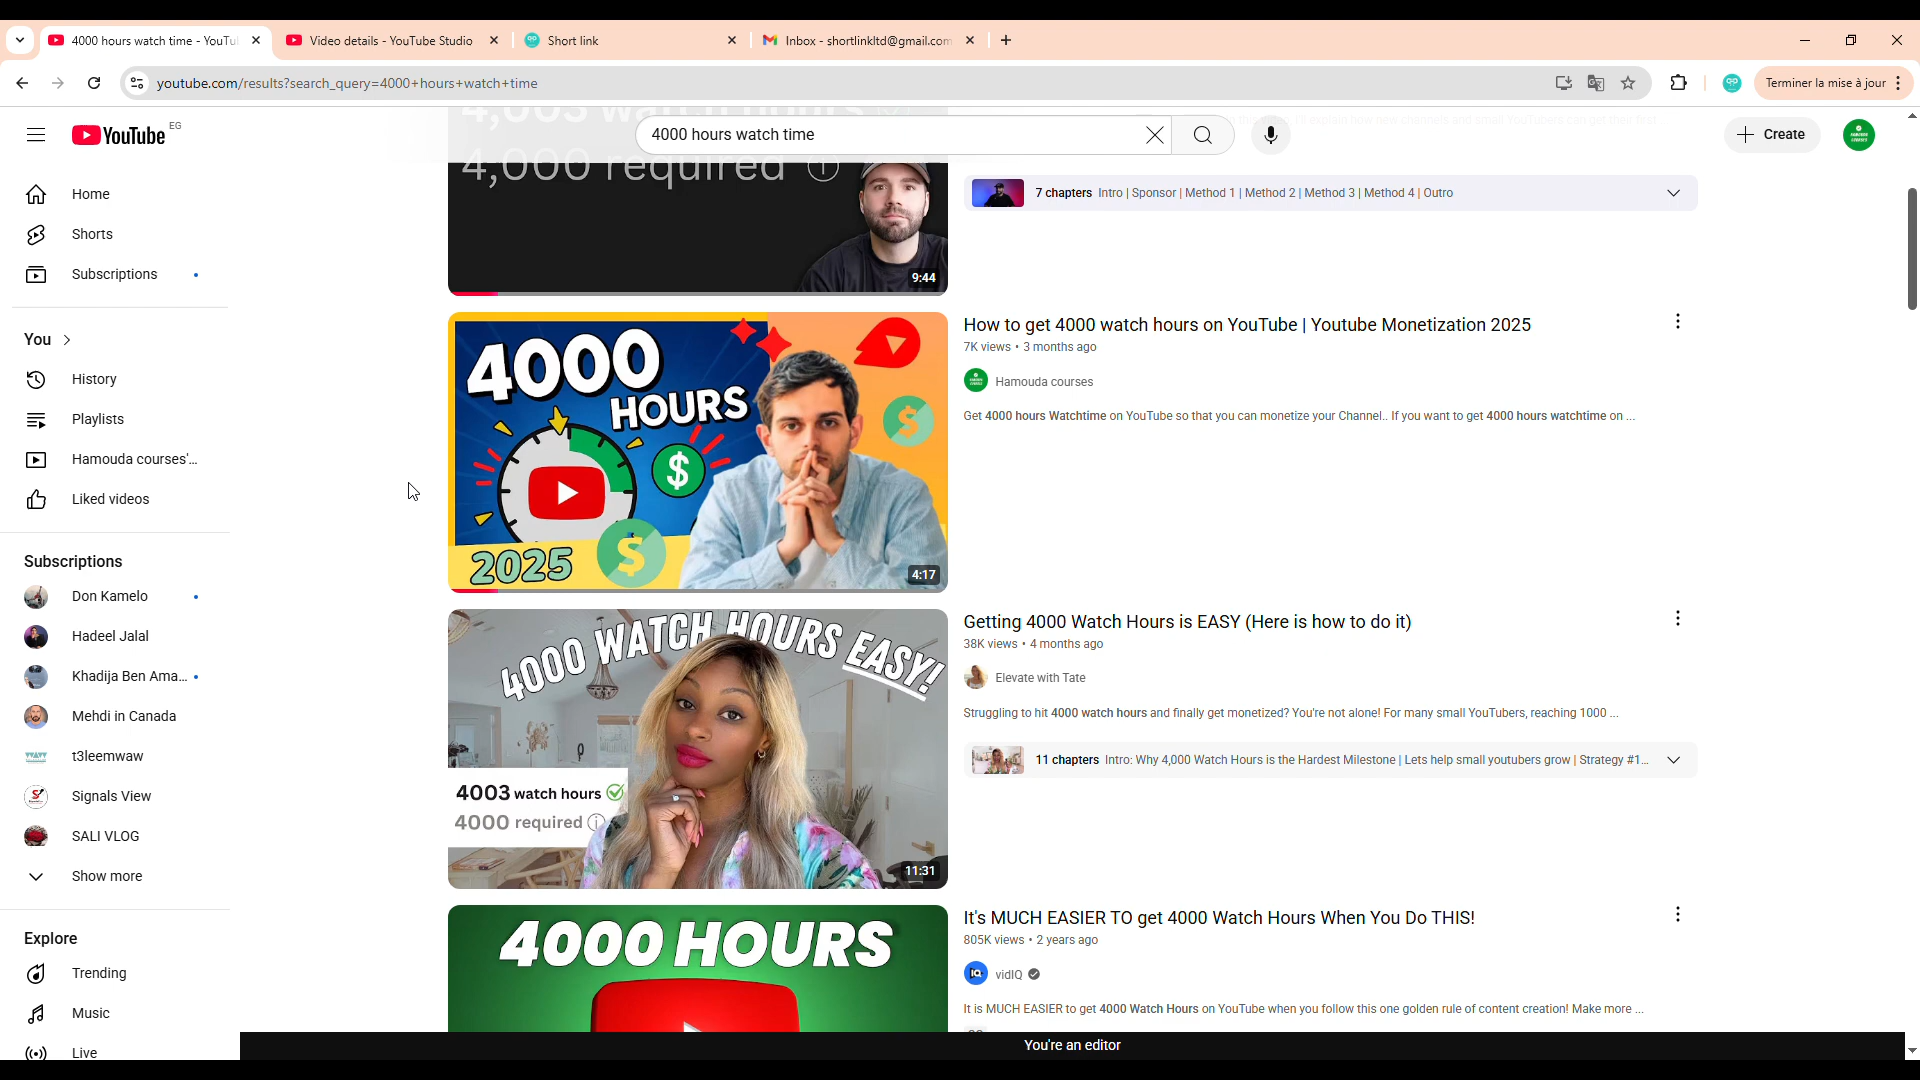 4000 hours watch time - YouTu
Video details - YouTube Studio
Short link
Inbox - shortlinkltd@gmail.com
youtube.com/results?search_query=4000+hours+watch+time
Terminer la mise à jour
YouTube EG
4000 hours watch time
Create
4,003 watch hours
4,000 required
9:44
7 chapters Intro | Sponsor | Method 1 | Method 2 | Method 3 | Method 4 | Outro
Home
Shorts
Subscriptions
You
History
Playlists
Hamouda courses'...
Liked videos
Subscriptions
Don Kamelo
Hadeel Jalal
Khadija Ben Ama...
Mehdi in Canada
t3leemwaw
Signals View
SALI VLOG
Show more
Explore
Trending
Music
Live
4000
HOURS
$
$
$
2025
4:17
How to get 4000 watch hours on YouTube | Youtube Monetization 2025
7K views • 3 months ago
Hamouda courses
Get 4000 hours Watchtime on YouTube so that you can monetize your Channel.. If you want to get 4000 hours watchtime on ...
4000 WATCH HOURS EASY!
4003 watch hours
4000 required
11:31
Getting 4000 Watch Hours is EASY (Here is how to do it)
38K views • 4 months ago
Elevate with Tate
Struggling to hit 4000 watch hours and finally get monetized? You're not alone! For many small YouTubers, reaching 1000 ...
11 chapters Intro: Why 4,000 Watch Hours is the Hardest Milestone | Lets help small youtubers grow | Strategy #1...
4000 HOURS
It's MUCH EASIER TO get 4000 Watch Hours When You Do THIS!
805K views • 2 years ago
vidIQ
It is MUCH EASIER to get 4000 Watch Hours on YouTube when you follow this one golden rule of content creation! Make more ...
You're an editor